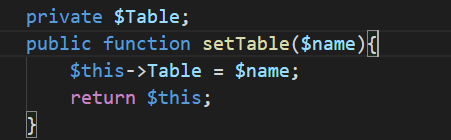 private $Table;
public function setTable($name){
$this->Table = $name;
return $this;
}